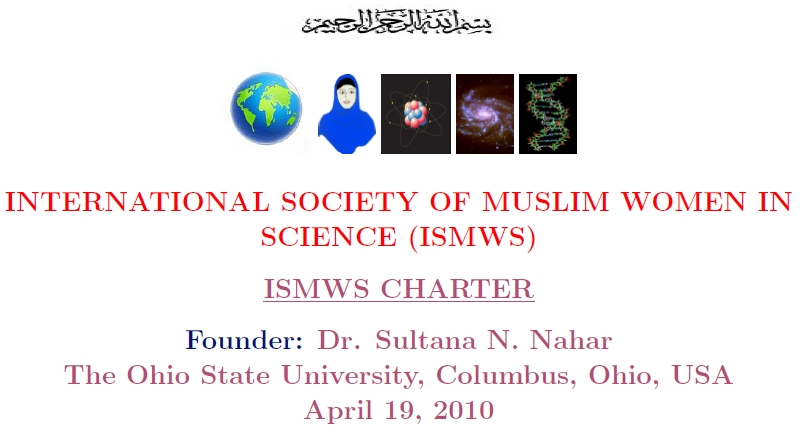 بسم الله الرحمن الرحيم
INTERNATIONAL SOCIETY OF MUSLIM WOMEN IN
SCIENCE (ISMWS)
ISMWS CHARTER
Founder: Dr. Sultana N. Nahar
The Ohio State University, Columbus, Ohio, USA
April 19, 2010